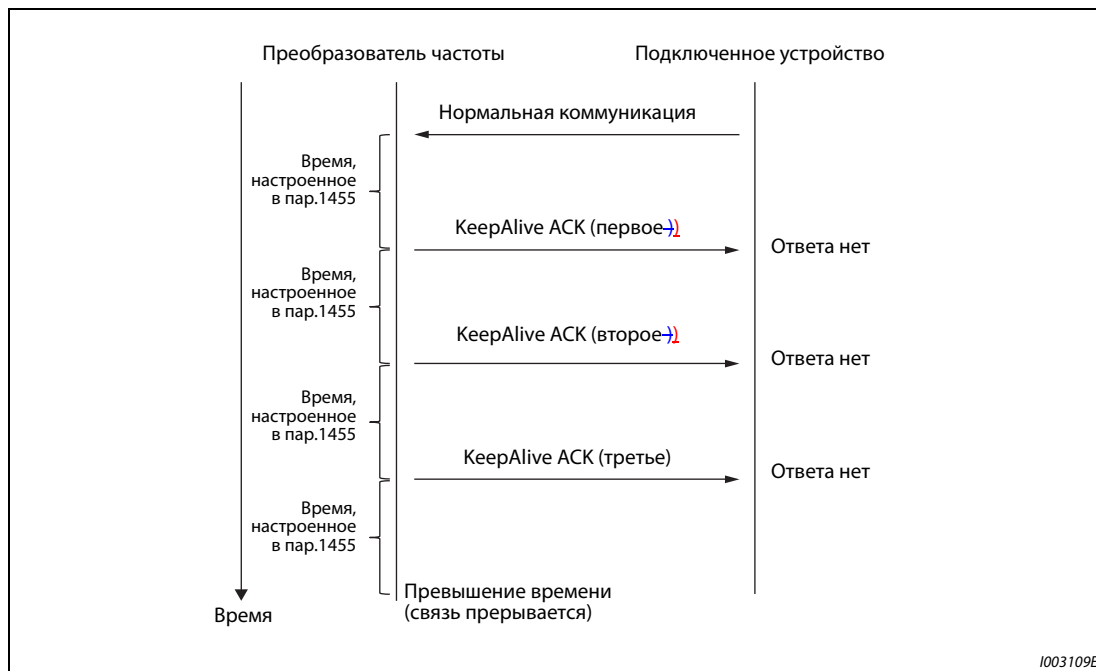 Преобразователь частоты
Подключенное устройство
Нормальная коммуникация
Время,
настроенное
в пар.1455
KeepAlive ACK (первое ))
Ответа нет
Время,
настроенное
в пар.1455
KeepAlive ACK (второе ))
Ответа нет
Время,
настроенное
в пар.1455
KeepAlive ACK (третье)
Ответа нет
Время,
настроенное
в пар.1455
Превышение времени
(связь прерывается)
Время
I003109E